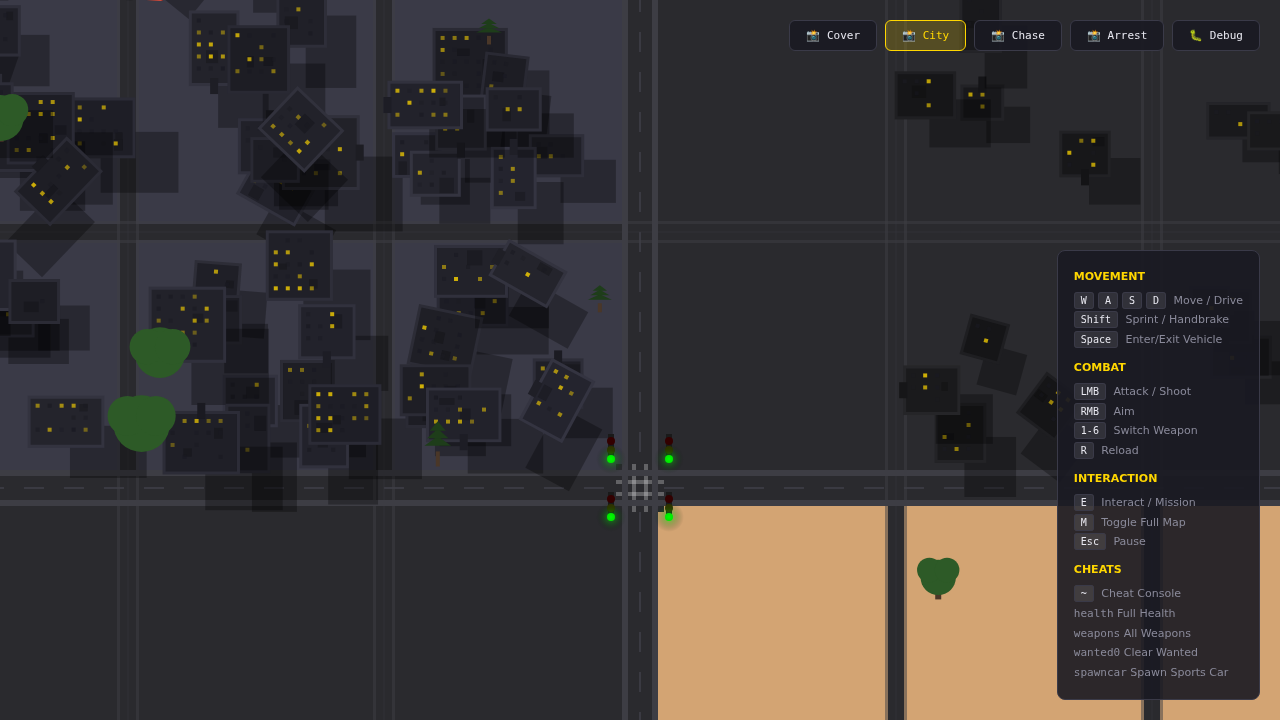 📸 Cover 📸 City 📸 Chase 📸 Arrest 🐛 Debug
MOVEMENT
W A S D Move / Drive
Shift Sprint / Handbrake
Space Enter/Exit Vehicle
COMBAT
LMB Attack / Shoot
RMB Aim
1-6 Switch Weapon
R Reload
INTERACTION
E Interact / Mission
M Toggle Full Map
Esc Pause
CHEATS
~ Cheat Console
health Full Health
weapons All Weapons
wanted0 Clear Wanted
spawncar Spawn Sports Car